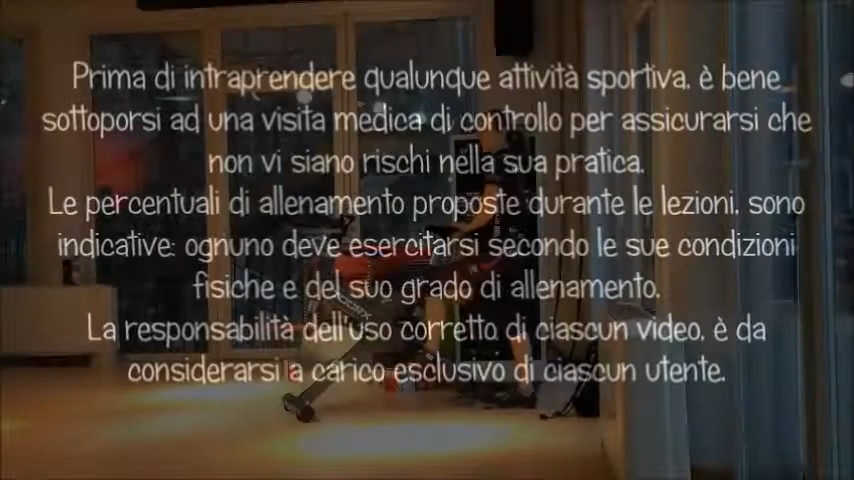 Prima di intraprendere qualunque attività sportiva, è bene
sottoporsi ad una visita medica di controllo per assicurarsi che
non vi siano rischi nella sua pratica.
Le percentuali di allenamento proposte durante le lezioni, sono
indicative: ognuno deve esercitarsi secondo le sue condizioni
fisiche e del suo grado di allenamento.
La responsabilità dell'uso corretto di ciascun video, è da
considerarsi a carico esclusivo di ciascun utente.